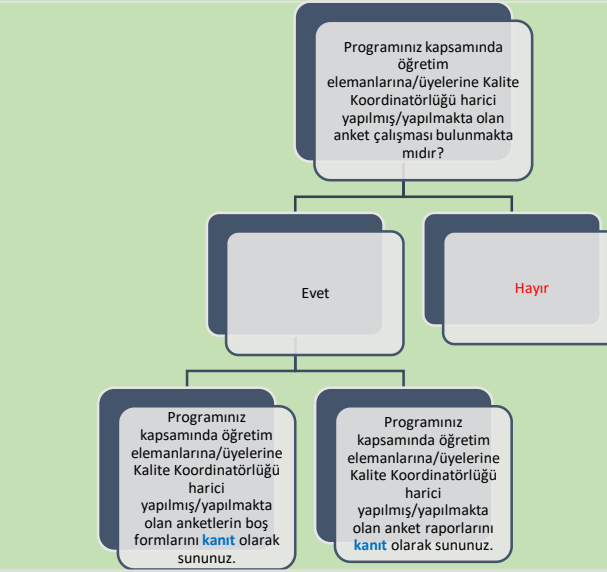 Programınız kapsamında
öğretim
elemanlarına/üyelerine Kalite
Koordinatörlüğü harici
yapılmış/yapılmakta olan
anket çalışması bulunmakta
mıdır?
Evet
Hayır
Programınız
kapsamında öğretim
elemanlarına/üyelerine
Kalite Koordinatörlüğü
harici
yapılmış/yapılmakta
olan anketlerin boş
formlarını kanıt olarak
sununuz.
Programınız
kapsamında öğretim
elemanlarına/üyelerine
Kalite Koordinatörlüğü
harici
yapılmış/yapılmakta
olan anket raporlarını
kanıt olarak sununuz.